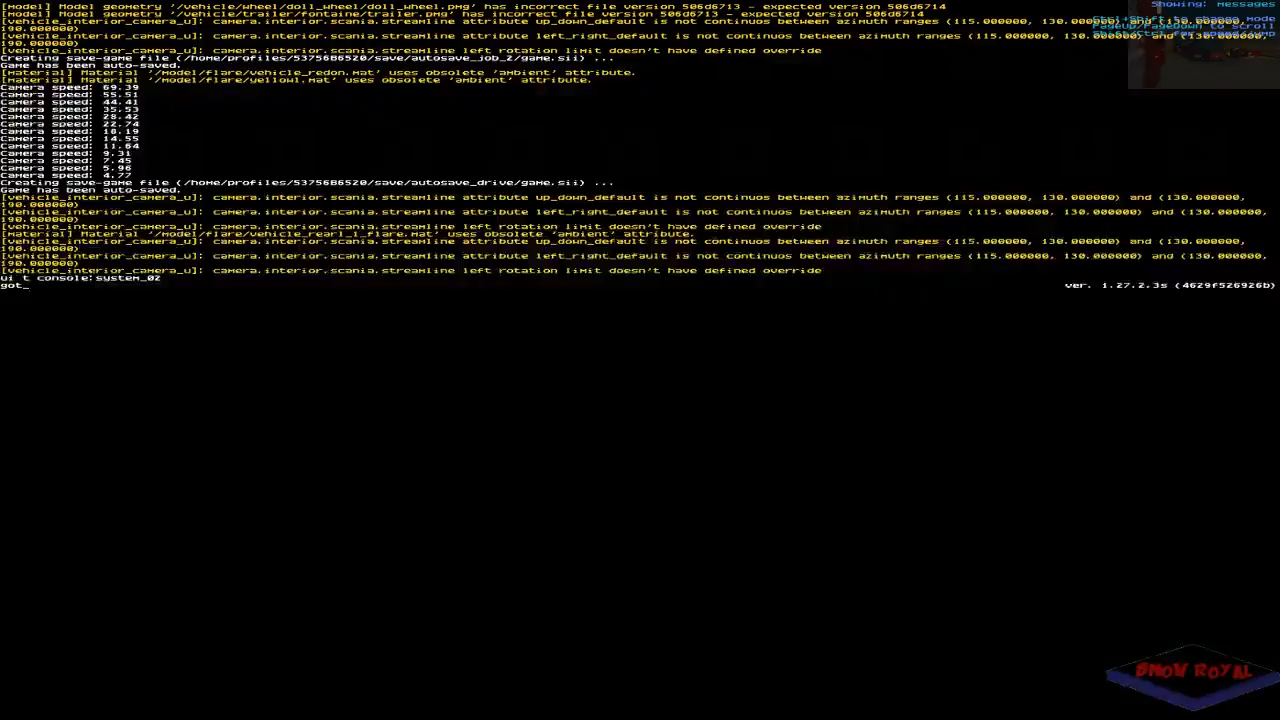 [Model] Model geometry '/vehicle/wheel/doll_wheel/doll_wheel.pmg' has incorrect file version 506d6713 - expected version 506d6714
[Model] Model geometry '/vehicle/trailer/fontaine/trailer.pmg' has incorrect file version 506d6713 - expected version 506d6714
[vehicle_interior_camera_u]: camera.interior.scania.streamline attribute up_down_default is not continuos between azimuth ranges (115.000000, 130.000000) and (130.000000,
190.000000)
[vehicle_interior_camera_u]: camera.interior.scania.streamline attribute left_right_default is not continuos between azimuth ranges (115.000000, 130.000000) and (130.000000,
190.000000)
[vehicle_interior_camera_u]: camera.interior.scania.streamline left rotation limit doesn't have defined override
Creating save-game file (/home/profiles/5375686520/save/autosave_job_2/game.sii) ...
Game has been auto-saved.
[Material] Material '/model/flare/vehicle_redon.mat' uses obsolete 'ambient' attribute.
[Material] Material '/model/flare/yellowl.mat' uses obsolete 'ambient' attribute.
Camera speed: 69.39
Camera speed: 55.51
Camera speed: 44.41
Camera speed: 35.53
Camera speed: 28.42
Camera speed: 22.74
Camera speed: 18.19
Camera speed: 14.55
Camera speed: 11.64
Camera speed: 9.31
Camera speed: 7.45
Camera speed: 5.96
Camera speed: 4.77
Creating save-game file (/home/profiles/5375686520/save/autosave_drive/game.sii) ...
Game has been auto-saved.
[vehicle_interior_camera_u]: camera.interior.scania.streamline attribute up_down_default is not continuos between azimuth ranges (115.000000, 130.000000) and (130.000000,
190.000000)
[vehicle_interior_camera_u]: camera.interior.scania.streamline attribute left_right_default is not continuos between azimuth ranges (115.000000, 130.000000) and (130.000000,
190.000000)
[vehicle_interior_camera_u]: camera.interior.scania.streamline left rotation limit doesn't have defined override
[Material] Material '/model/flare/vehicle_rearl_l_flare.mat' uses obsolete 'ambient' attribute.
[vehicle_interior_camera_u]: camera.interior.scania.streamline attribute up_down_default is not continuos between azimuth ranges (115.000000, 130.000000) and (130.000000,
190.000000)
[vehicle_interior_camera_u]: camera.interior.scania.streamline attribute left_right_default is not continuos between azimuth ranges (115.000000, 130.000000) and (130.000000,
190.000000)
[vehicle_interior_camera_u]: camera.interior.scania.streamline left rotation limit doesn't have defined override
ui t console:system_02
got_
ver. 1.27.2.3s (4629f526926b)
Showing: messages
Ctrl+Shift to change mode
PageUp/PageDown to scroll
Shift/Ctrl for speed/jump
SNOW ROYAL